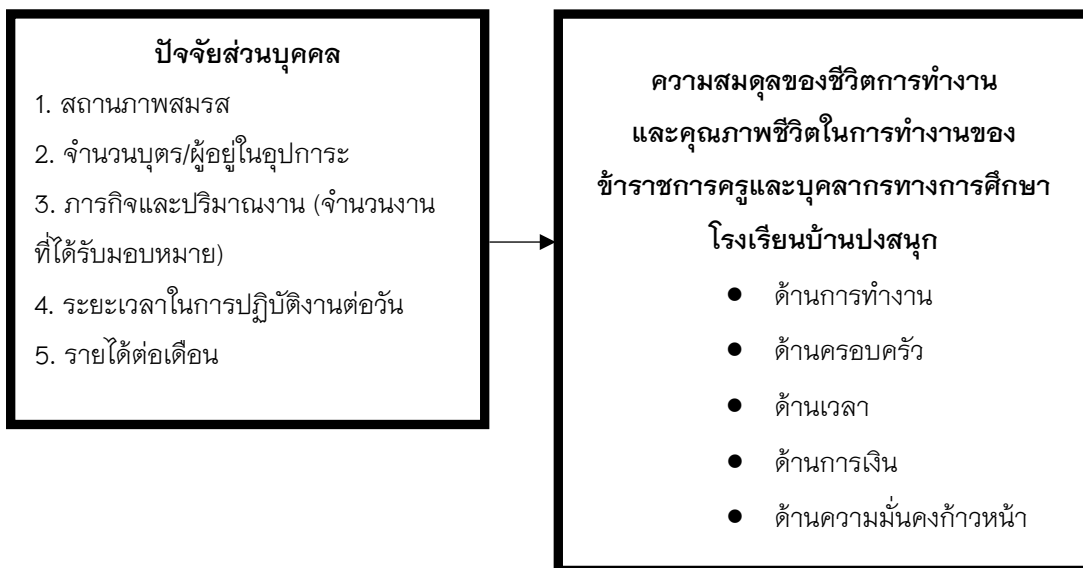 ปัจจัยส่วนบุคคล
1. สถานภาพสมรส
2. จำนวนบุตร/ผู้อยู่ในอุปการะ
3. ภารกิจและปริมาณงาน (จำนวนงาน
ที่ได้รับมอบหมาย)
4. ระยะเวลาในการปฏิบัติงานต่อวัน
5. รายได้ต่อเดือน
ความสมดุลของชีวิตการทำงาน
และคุณภาพชีวิตในการทำงานของ
ข้าราชการครูและบุคลากรทางการศึกษา
โรงเรียนบ้านปงสนุก
● ด้านการทำงาน
● ด้านครอบครัว
● ด้านเวลา
● ด้านการเงิน
● ด้านความมั่นคงก้าวหน้า